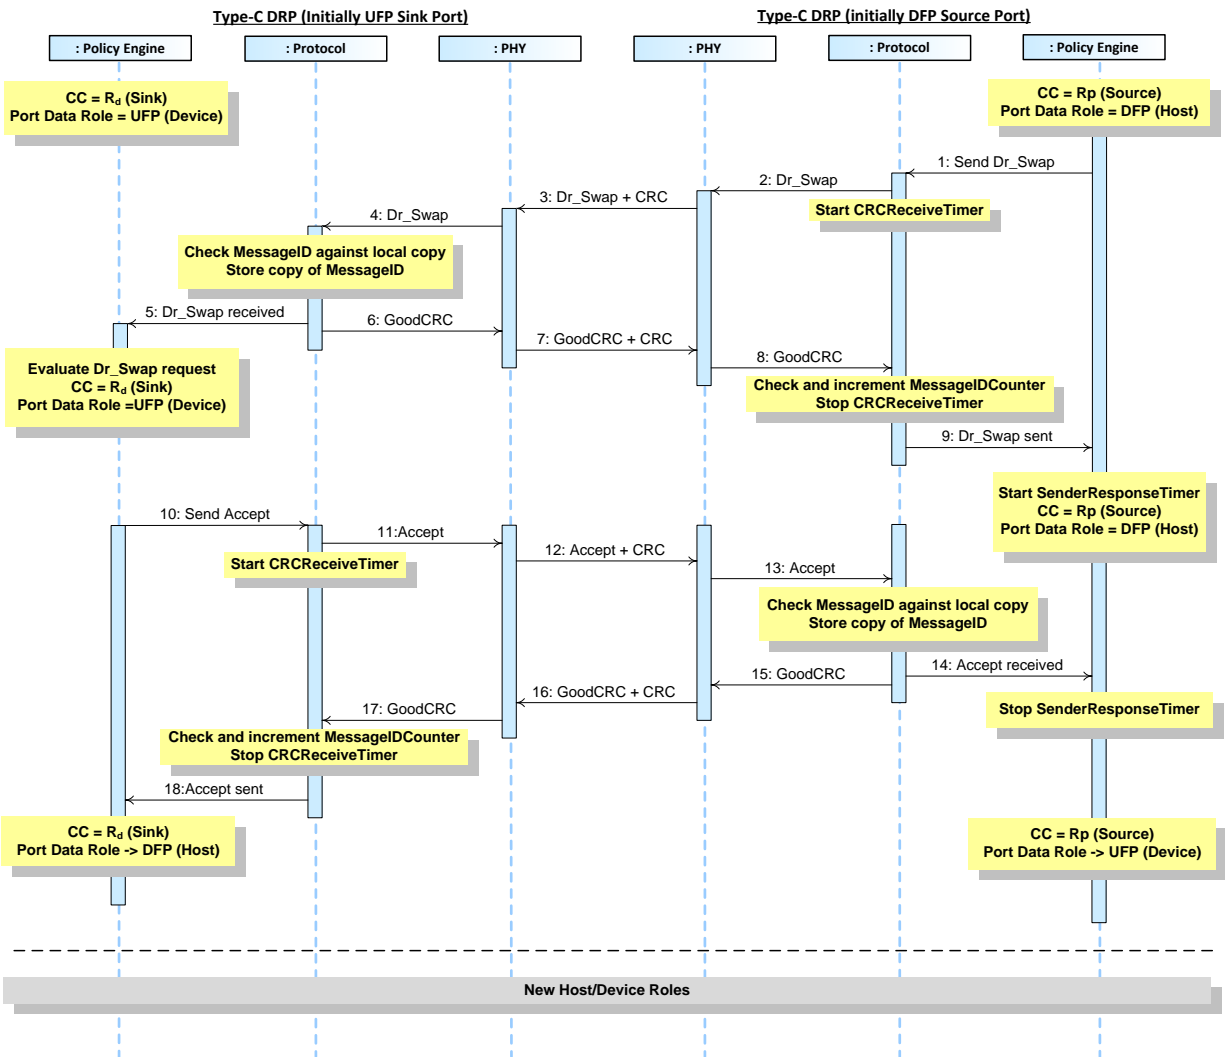 Type-C DRP (Initially UFP Sink Port)
Type-C DRP (initially DFP Source Port)
: Policy Engine
: Protocol
: PHY
: PHY
: Protocol
: Policy Engine
CC = Rd (Sink)
Port Data Role = UFP (Device)
CC = Rp (Source)
Port Data Role = DFP (Host)
1: Send Dr_Swap
2: Dr_Swap
Start CRCReceiveTimer
3: Dr_Swap + CRC
4: Dr_Swap
Check MessageID against local copy
Store copy of MessageID
5: Dr_Swap received
6: GoodCRC
7: GoodCRC + CRC
8: GoodCRC
Evaluate Dr_Swap request
CC = Rd (Sink)
Port Data Role =UFP (Device)
Check and increment MessageIDCounter
Stop CRCReceiveTimer
9: Dr_Swap sent
Start SenderResponseTimer
CC = Rp (Source)
Port Data Role = DFP (Host)
10: Send Accept
11:Accept
Start CRCReceiveTimer
12: Accept + CRC
13: Accept
Check MessageID against local copy
Store copy of MessageID
14: Accept received
15: GoodCRC
16: GoodCRC + CRC
17: GoodCRC
Stop SenderResponseTimer
Check and increment MessageIDCounter
Stop CRCReceiveTimer
18:Accept sent
CC = Rd (Sink)
Port Data Role -> DFP (Host)
CC = Rp (Source)
Port Data Role -> UFP (Device)
New Host/Device Roles